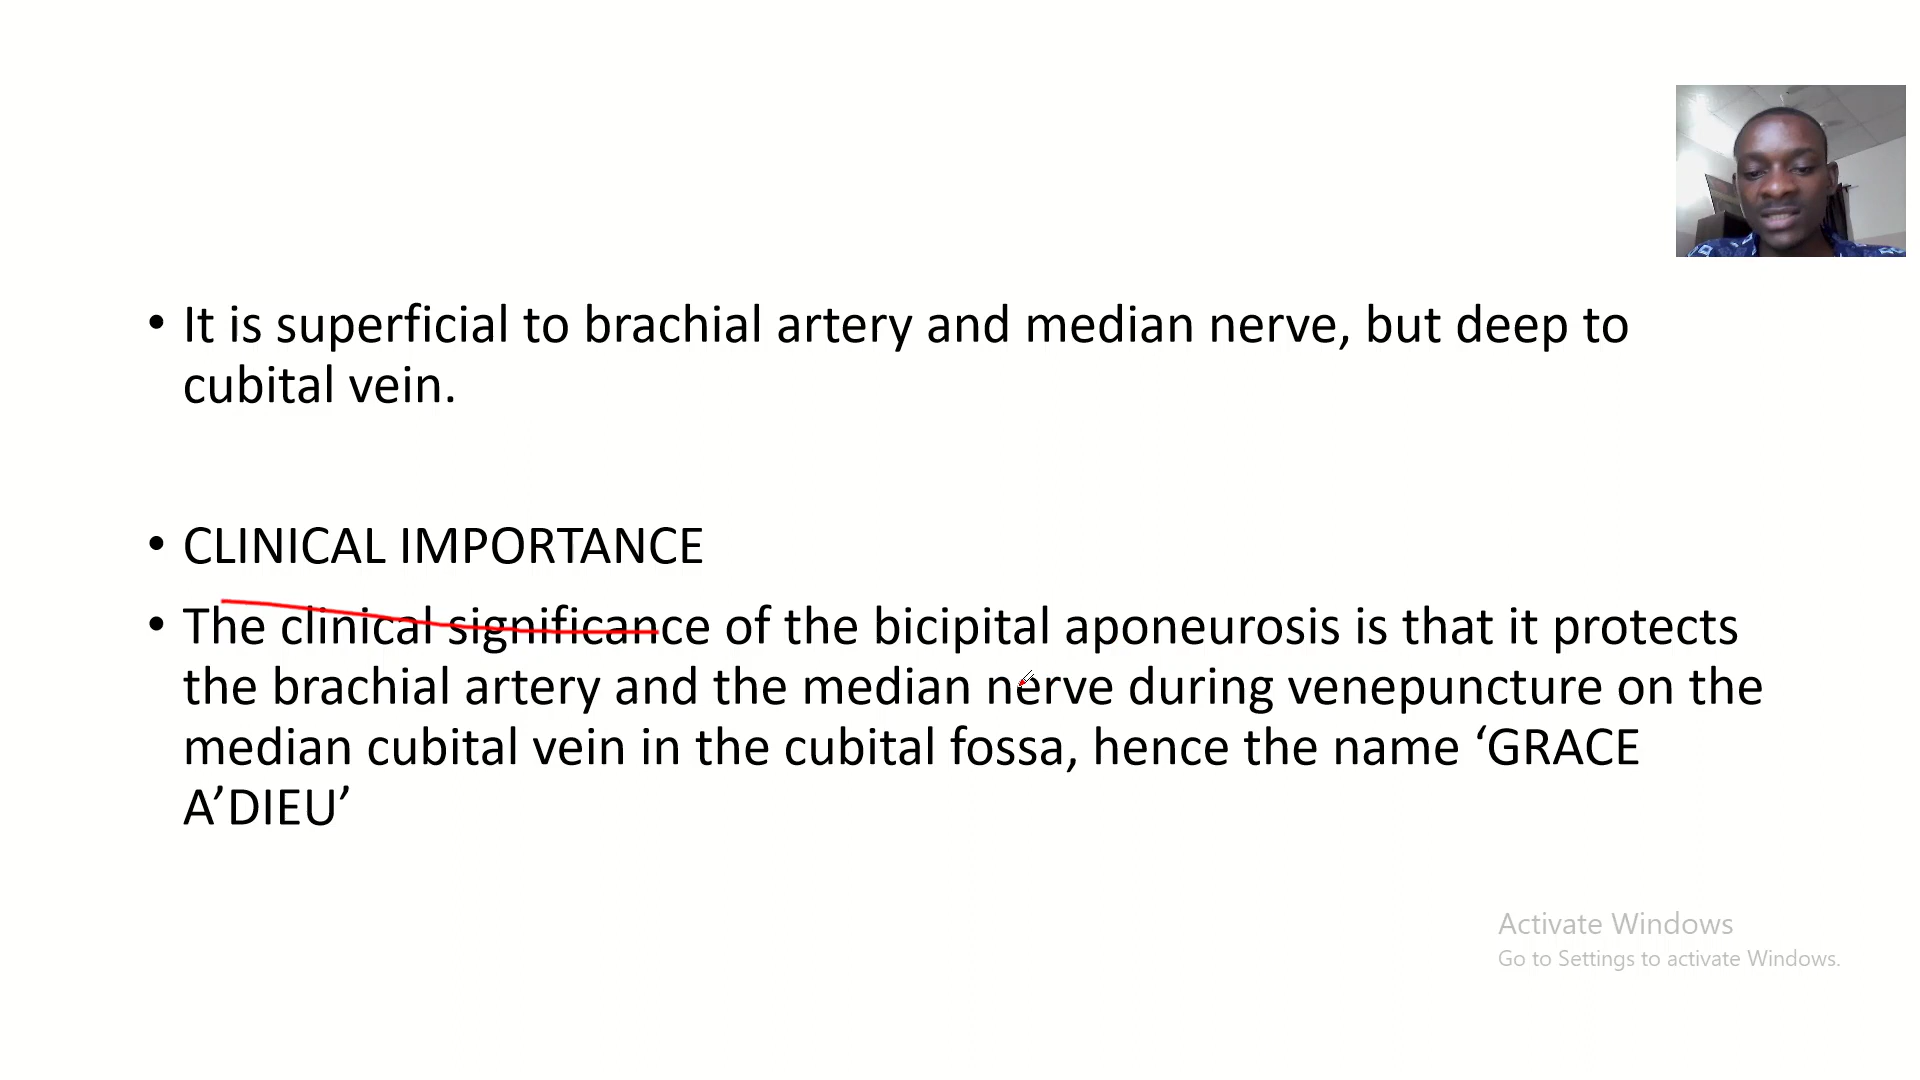 • It is superficial to brachial artery and median nerve, but deep to
cubital vein.
• CLINICAL IMPORTANCE
• The clinical significance of the bicipital aponeurosis is that it protects
the brachial artery and the median nerve during venepuncture on the
median cubital vein in the cubital fossa, hence the name ‘GRACE
A’DIEU’
Activate Windows
Go to Settings to activate Windows.